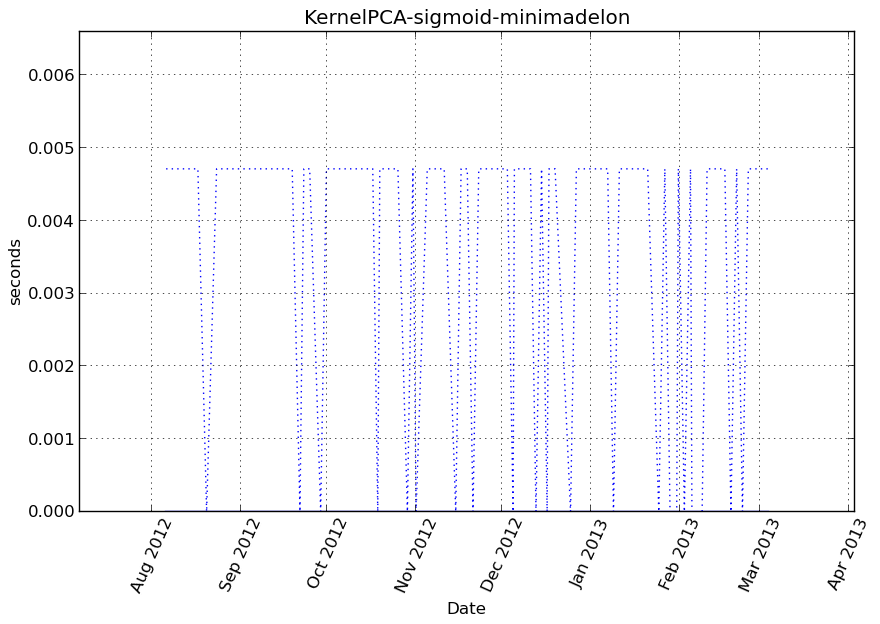 KernelPCA-sigmoid-minimadelon
0.006
0.005
0.004
0.003
0.002
0.001
0.000
seconds
Aug 2012
Sep 2012
Oct 2012
Nov 2012
Dec 2012
Jan 2013
Feb 2013
Mar 2013
Apr 2013
Date